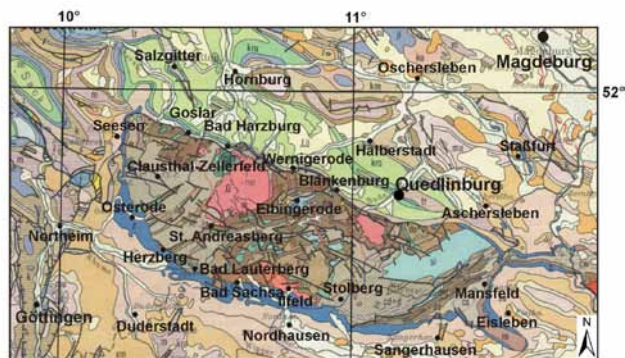 10°
11°
Salzgitter
Hornburg
Oschersleben
Magdeburg
52°
Goslar
Seesen
Bad Harzburg
Halberstadt
Staßfurt
Clausthal-Zellerfeld
Wernigerode
Blankenburg
Quedlinburg
Osterode
Elbingerode
Aschersleben
Northeim
St. Andreasberg
Herzberg
Bad Lauterberg
Bad Sachsa
Ilfeld
Stolberg
Mansfeld
Göttingen
Duderstadt
Nordhausen
Eisleben
Sangerhausen
N